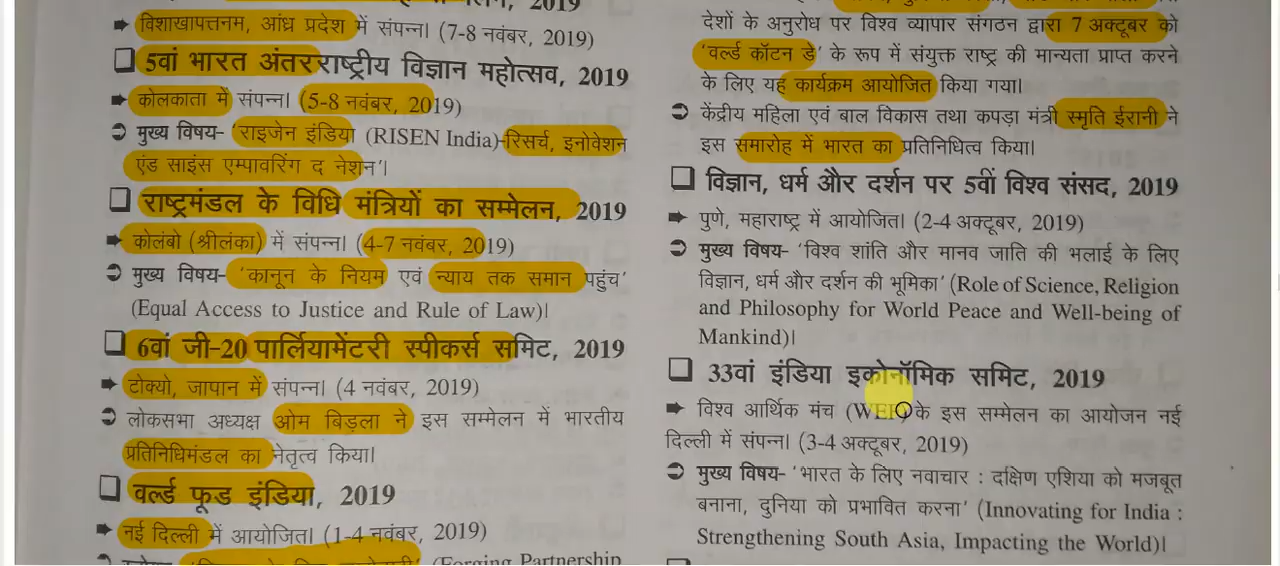 2019
➡ विशाखापत्तनम, आंध्र प्रदेश में संपन्न। (7-8 नवंबर, 2019)
❑ 5वां भारत अंतरराष्ट्रीय विज्ञान महोत्सव, 2019
➡ कोलकाता में संपन्न। (5-8 नवंबर, 2019)
➲ मुख्य विषय- 'राइजेन इंडिया (RISEN India)-रिसर्च, इनोवेशन
एंड साइंस एम्पावरिंग द नेशन'।
❑ राष्ट्रमंडल के विधि मंत्रियों का सम्मेलन, 2019
➡ कोलंबो (श्रीलंका) में संपन्न। (4-7 नवंबर, 2019)
➲ मुख्य विषय- 'कानून के नियम एवं न्याय तक समान पहुंच'
(Equal Access to Justice and Rule of Law)।
❑ 6वां जी-20 पार्लियामेंटरी स्पीकर्स समिट, 2019
➡ टोक्यो, जापान में संपन्न। (4 नवंबर, 2019)
➲ लोकसभा अध्यक्ष ओम बिड़ला ने इस सम्मेलन में भारतीय
प्रतिनिधिमंडल का नेतृत्व किया।
❑ वर्ल्ड फूड इंडिया, 2019
➡ नई दिल्ली में आयोजित। (1-4 नवंबर, 2019)
(Forging Partnership
देशों के अनुरोध पर विश्व व्यापार संगठन द्वारा 7 अक्टूबर को
'वर्ल्ड कॉटन डे' के रूप में संयुक्त राष्ट्र की मान्यता प्राप्त करने
के लिए यह कार्यक्रम आयोजित किया गया।
➲ केंद्रीय महिला एवं बाल विकास तथा कपड़ा मंत्री स्मृति ईरानी ने
इस समारोह में भारत का प्रतिनिधित्व किया।
❑ विज्ञान, धर्म और दर्शन पर 5वीं विश्व संसद, 2019
➡ पुणे, महाराष्ट्र में आयोजित। (2-4 अक्टूबर, 2019)
➲ मुख्य विषय- 'विश्व शांति और मानव जाति की भलाई के लिए
विज्ञान, धर्म और दर्शन की भूमिका' (Role of Science, Religion
and Philosophy for World Peace and Well-being of
Mankind)।
❑ 33वां इंडिया इकोनॉमिक समिट, 2019
➡ विश्व आर्थिक मंच (WEF) के इस सम्मेलन का आयोजन नई
दिल्ली में संपन्न। (3-4 अक्टूबर, 2019)
➲ मुख्य विषय- 'भारत के लिए नवाचार : दक्षिण एशिया को मजबूत
बनाना, दुनिया को प्रभावित करना' (Innovating for India :
Strengthening South Asia, Impacting the World)।